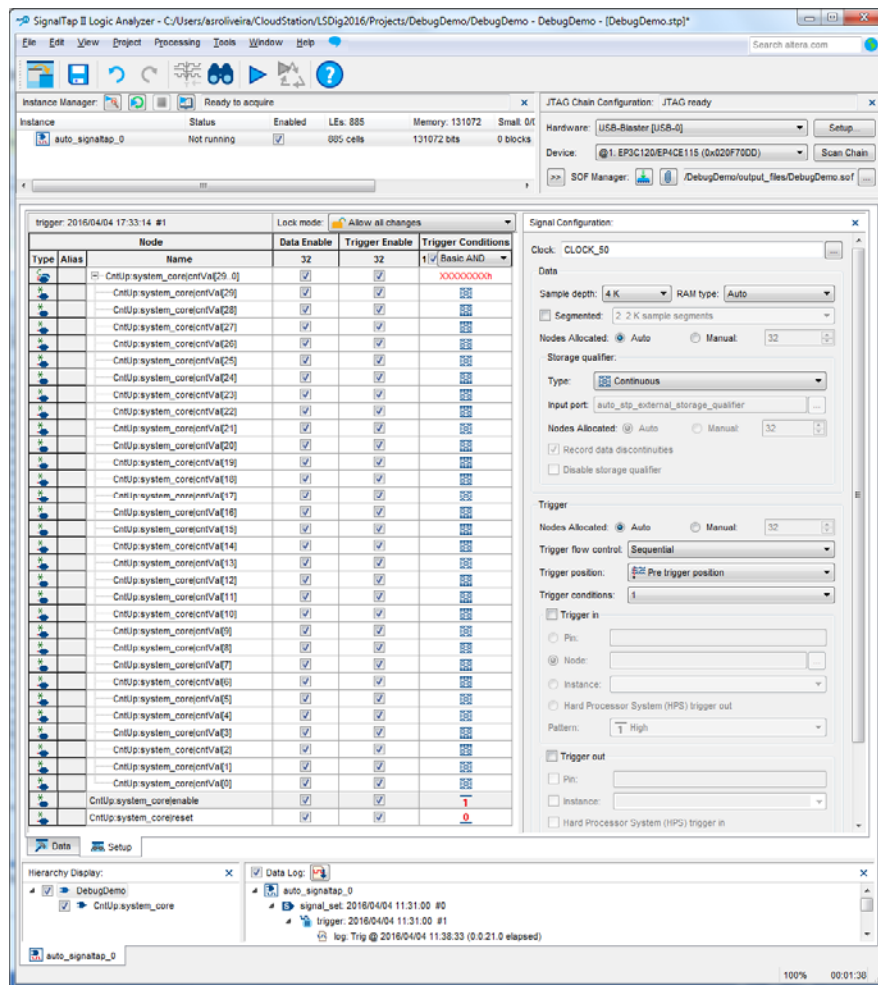 SignalTap II Logic Analyzer - C:/Users/asroliveira/CloudStation/LSDig2016/Projects/DebugDemo/DebugDemo - DebugDemo - [DebugDemo.stp]*
File Edit View Project Processing Tools Window Help
Search altera.com
Instance Manager: Ready to acquire
Instance Status Enabled LEs: 885 Memory: 131072 Small: 0/0
auto_signaltap_0 Not running 885 cells 131072 bits 0 blocks
JTAG Chain Configuration: JTAG ready
Hardware: USB-Blaster [USB-0] Setup...
Device: @1: EP3C120/EP4CE115 (0x020F70DD) Scan Chain
>> SOF Manager: /DebugDemo/output_files/DebugDemo.sof ...
trigger: 2016/04/04 17:33:14 #1 Lock mode: Allow all changes
Node Data Enable Trigger Enable Trigger Conditions
Type Alias Name 32 32 1 Basic AND
CntUp:system_core|cntVal[29..0] XXXXXXXXh
CntUp:system_core|cntVal[29]
CntUp:system_core|cntVal[28]
CntUp:system_core|cntVal[27]
CntUp:system_core|cntVal[26]
CntUp:system_core|cntVal[25]
CntUp:system_core|cntVal[24]
CntUp:system_core|cntVal[23]
CntUp:system_core|cntVal[22]
CntUp:system_core|cntVal[21]
CntUp:system_core|cntVal[20]
CntUp:system_core|cntVal[19]
CntUp:system_core|cntVal[18]
CntUp:system_core|cntVal[17]
CntUp:system_core|cntVal[16]
CntUp:system_core|cntVal[15]
CntUp:system_core|cntVal[14]
CntUp:system_core|cntVal[13]
CntUp:system_core|cntVal[12]
CntUp:system_core|cntVal[11]
CntUp:system_core|cntVal[10]
CntUp:system_core|cntVal[9]
CntUp:system_core|cntVal[8]
CntUp:system_core|cntVal[7]
CntUp:system_core|cntVal[6]
CntUp:system_core|cntVal[5]
CntUp:system_core|cntVal[4]
CntUp:system_core|cntVal[3]
CntUp:system_core|cntVal[2]
CntUp:system_core|cntVal[1]
CntUp:system_core|cntVal[0]
CntUp:system_core|enable 1
CntUp:system_core|reset 0
Data Setup
Signal Configuration:
Clock: CLOCK_50 ...
Data
Sample depth: 4 K RAM type: Auto
Segmented: 2 2 K sample segments
Nodes Allocated: Auto Manual: 32
Storage qualifier:
Type: Continuous
Input port: auto_stp_external_storage_qualifier ...
Nodes Allocated: Auto Manual: 32
Record data discontinuities
Disable storage qualifier
Trigger
Nodes Allocated: Auto Manual: 32
Trigger flow control: Sequential
Trigger position: Pre trigger position
Trigger conditions: 1
Trigger in
Pin:
Node: ...
Instance:
Hard Processor System (HPS) trigger out
Pattern: 1 High
Trigger out
Pin:
Instance:
Hard Processor System (HPS) trigger in
Hierarchy Display:
DebugDemo
CntUp:system_core
Data Log:
auto_signaltap_0
signal_set: 2016/04/04 11:31:00 #0
trigger: 2016/04/04 11:31:00 #1
log: Trig @ 2016/04/04 11:38:33 (0:0:21.0 elapsed)
auto_signaltap_0
100% 00:01:38